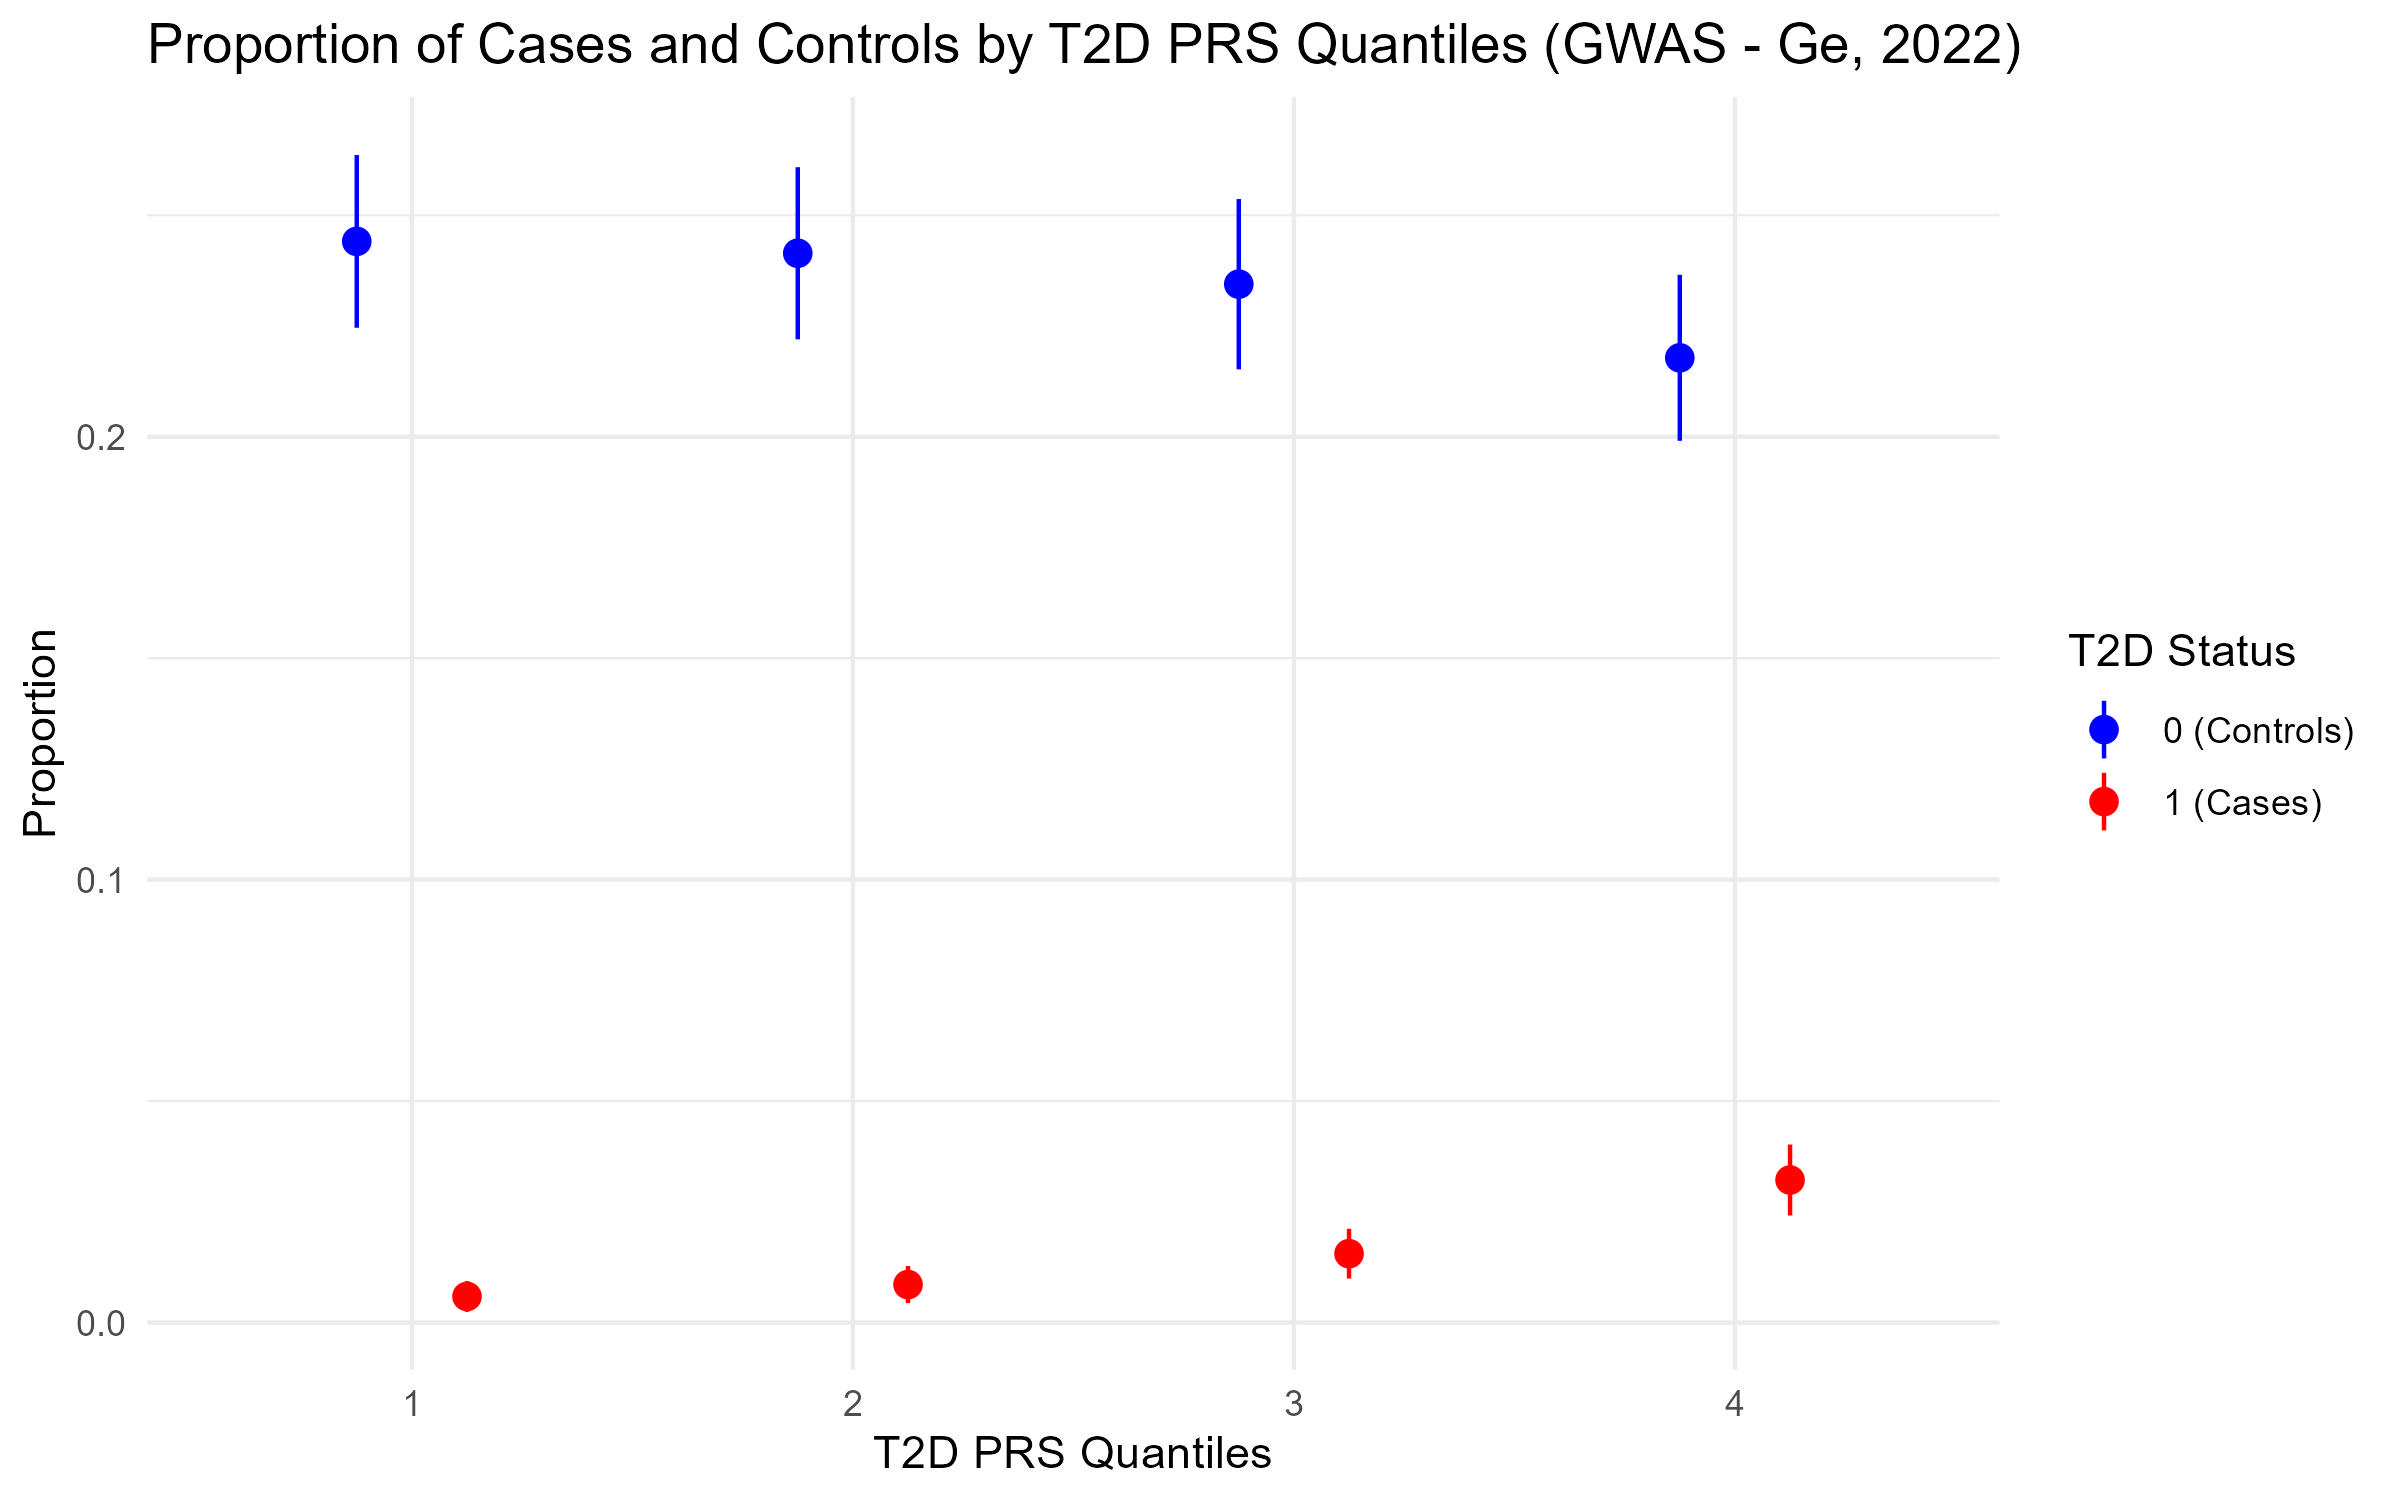 Proportion of Cases and Controls by T2D PRS Quantiles (GWAS - Ge, 2022)
Proportion
0.2
0.1
0.0
1
2
3
4
T2D PRS Quantiles
T2D Status
0 (Controls)
1 (Cases)